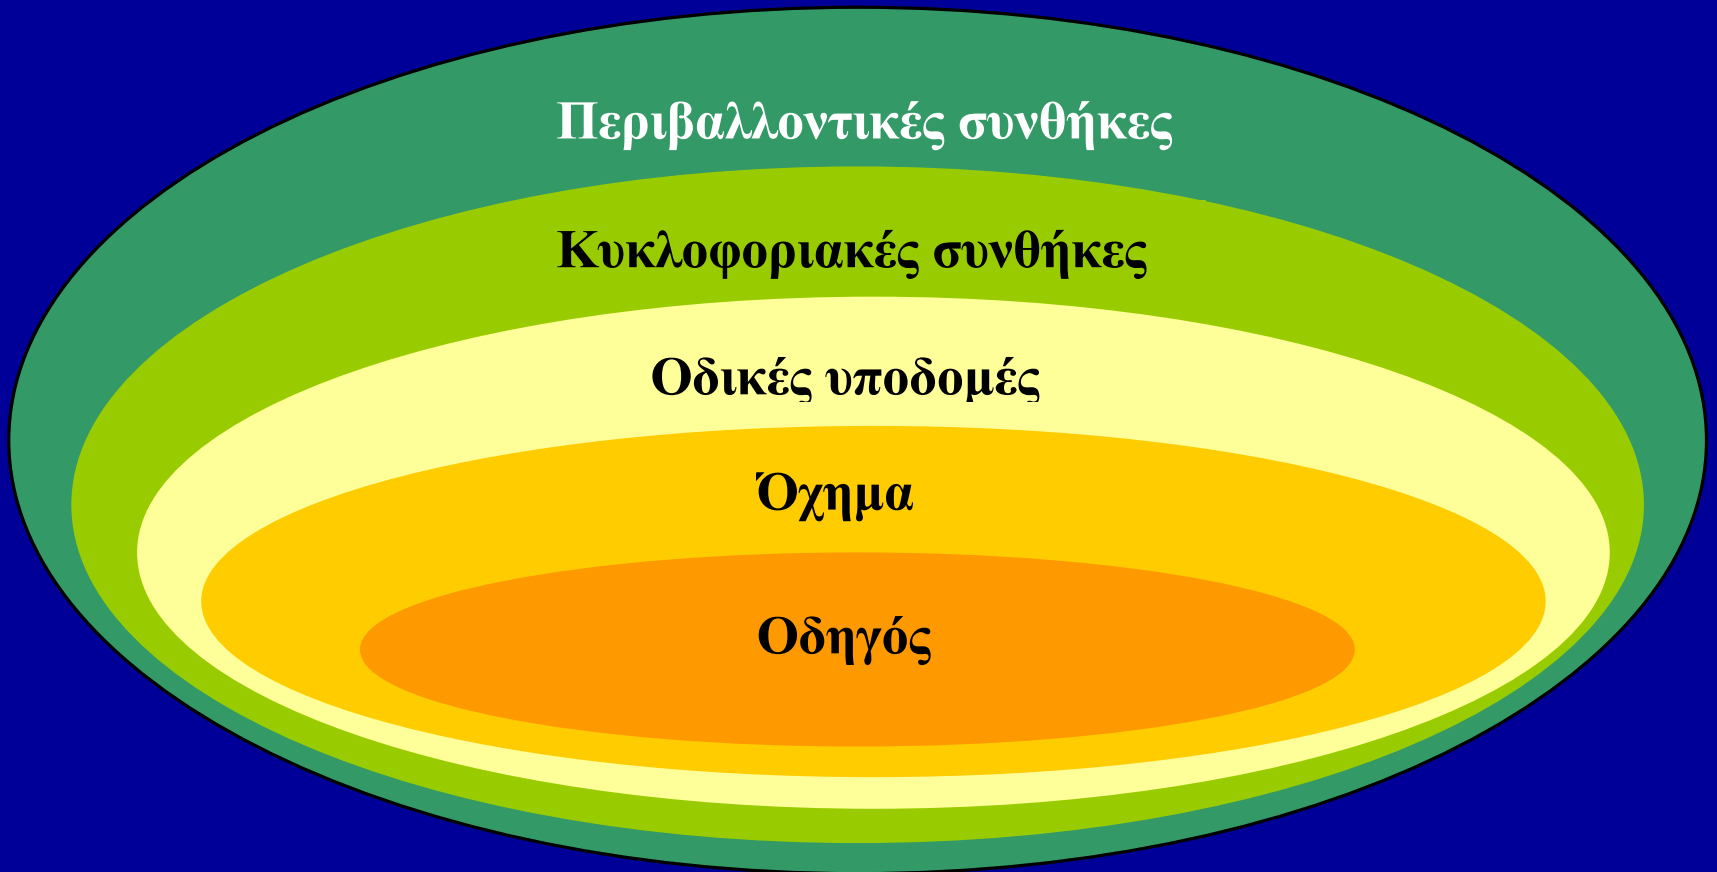 Περιβαλλοντικές συνθήκες
Κυκλοφοριακές συνθήκες
Οδικές υποδομές
Όχημα
Οδηγός